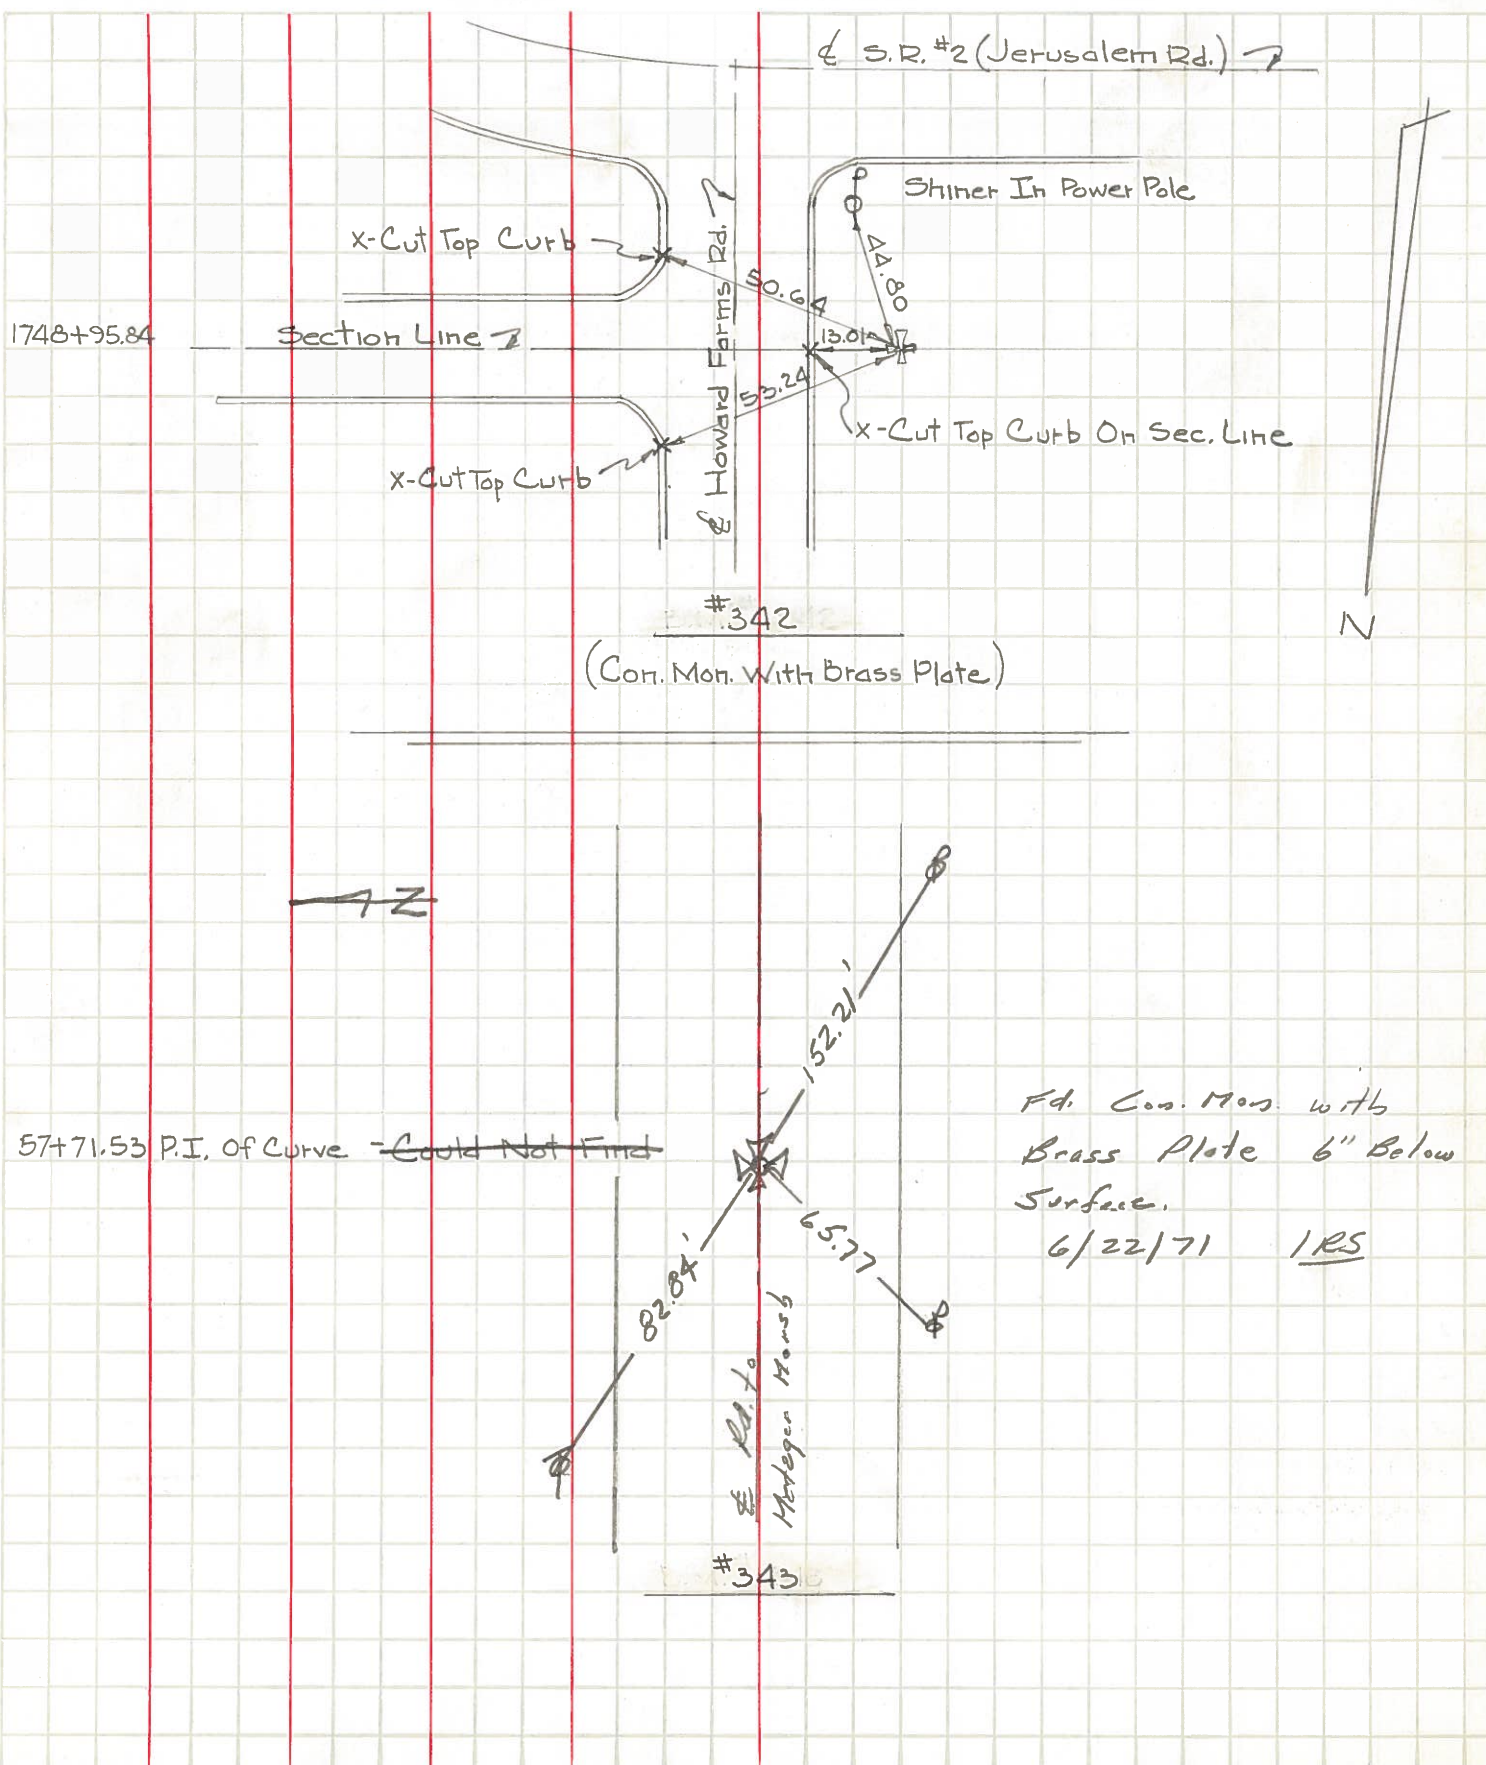 ℄ S.R. #2 (Jerusalem Rd.)
Shiner In Power Pole
X-Cut Top Curb
44.80
50.64
1748+95.84
Section Line
13.01
53.24
℄ Howard Farms Rd.
X-Cut Top Curb On Sec. Line
X-Cut Top Curb
N
#342
(Con. Mon. With Brass Plate)
N
152.21'
Fd. Con. Mon. with
Brass Plate 6" Below
Surface.
6/22/71
57+71.53 P.I. Of Curve - Could Not Find
65.77
82.84'
℄ Rd. to
Metzger Marsh
#343